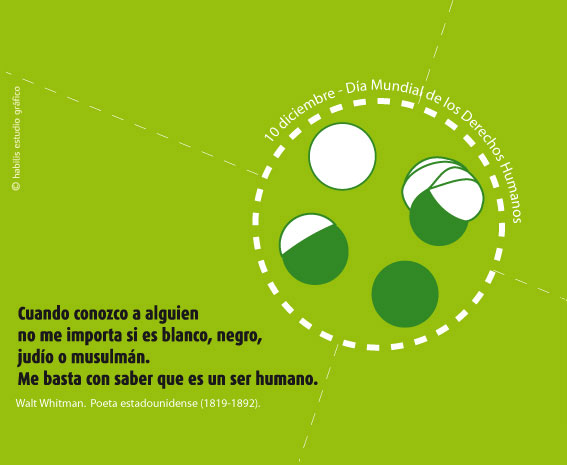 10 diciembre - Día Mundial de los Derechos Humanos
© habilis estudio gráfico
Cuando conozco a alguien
no me importa si es blanco, negro,
judío o musulmán.
Me basta con saber que es un ser humano.
Walt Whitman. Poeta estadounidense (1819-1892).